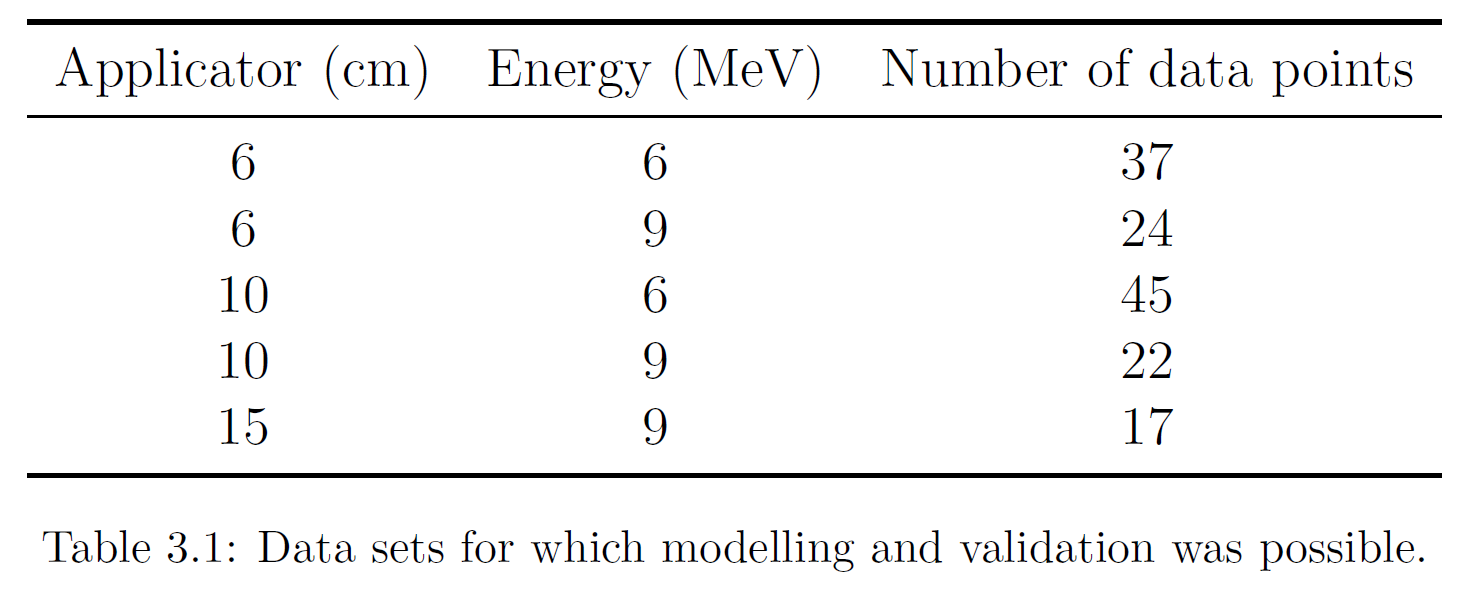 Applicator (cm) Energy (MeV) Number of data points
6 6 37
6 9 24
10 6 45
10 9 22
15 9 17
Table 3.1: Data sets for which modelling and validation was possible.